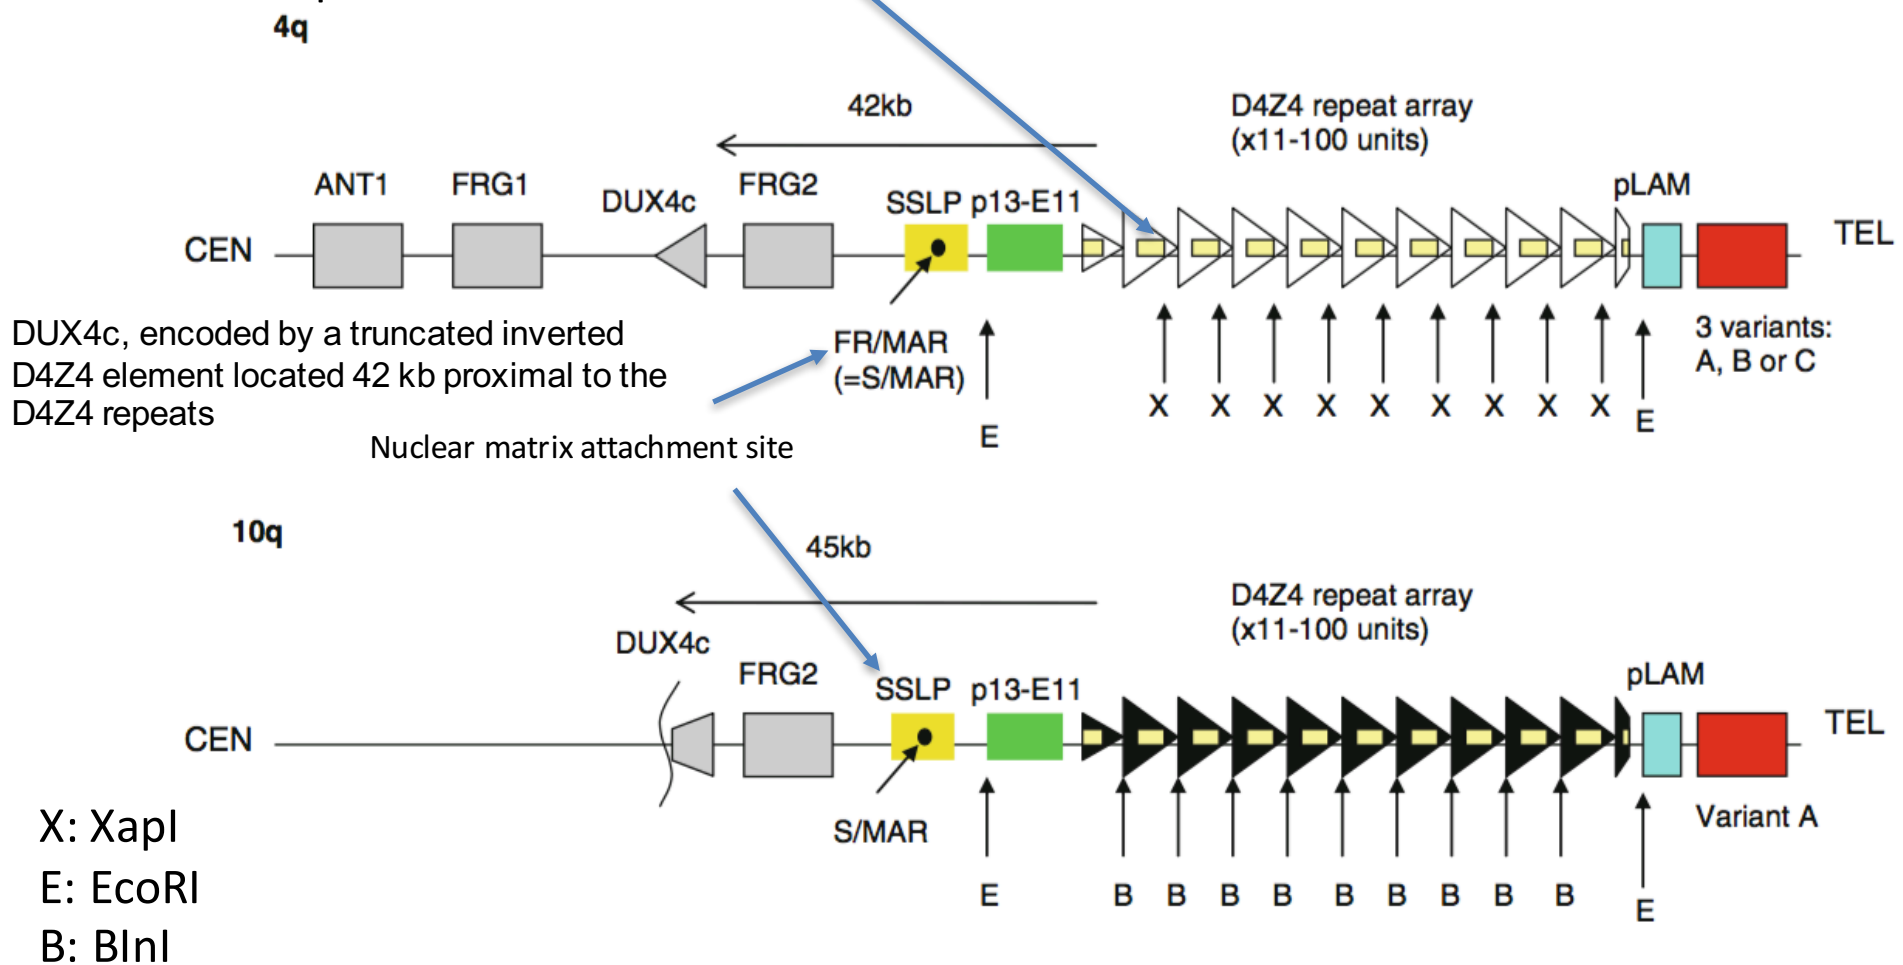 4q
42kb
D4Z4 repeat array
(x11-100 units)
ANT1
FRG1
DUX4c
FRG2
SSLP
p13-E11
pLAM
CEN
TEL
DUX4c, encoded by a truncated inverted
D4Z4 element located 42 kb proximal to the
D4Z4 repeats
FR/MAR
(=S/MAR)
E
X X X X X X X X X
E
3 variants:
A, B or C
Nuclear matrix attachment site
10q
45kb
D4Z4 repeat array
(x11-100 units)
DUX4c
FRG2
SSLP
p13-E11
pLAM
CEN
TEL
S/MAR
E
B B B B B B B B B
E
Variant A
X: XapI
E: EcoRI
B: BlnI